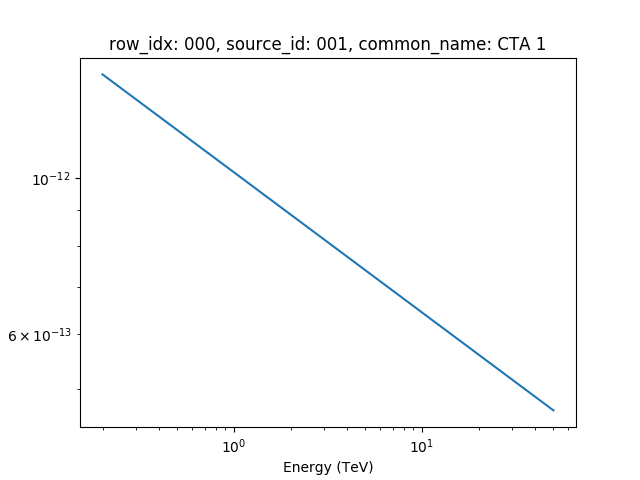 row_idx: 000, source_id: 001, common_name: CTA 1
10⁻¹²
6 × 10⁻¹³
10⁰
10¹
Energy (TeV)